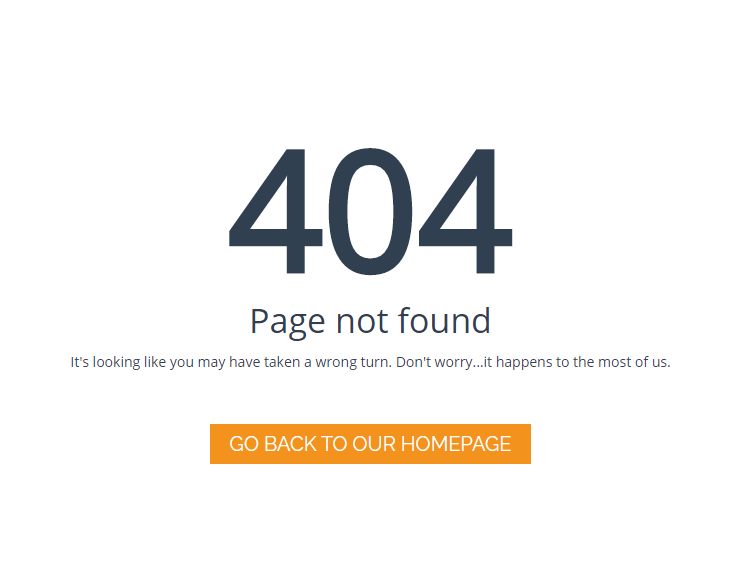 404
Page not found
It's looking like you may have taken a wrong turn. Don't worry...it happens to the most of us.
GO BACK TO OUR HOMEPAGE